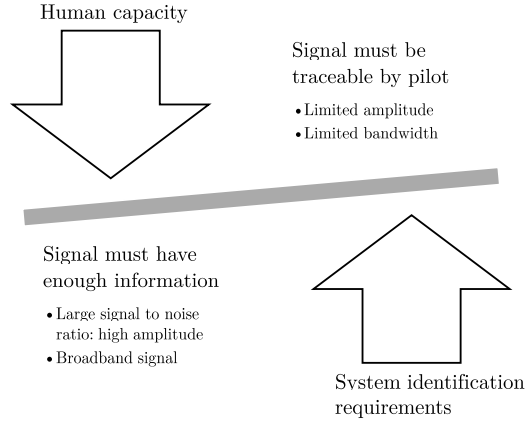 Human capacity
Signal must be
traceable by pilot
• Limited amplitude
• Limited bandwidth
Signal must have
enough information
• Large signal to noise
ratio: high amplitude
• Broadband signal
System identification
requirements